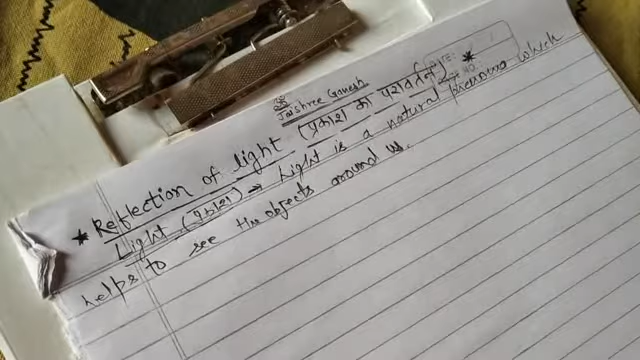 ॐ
Jaishree Ganesh
* Reflection of light (प्रकाश का परावर्तन) *
Light (प्रकाश) → Light is a natural which
helps to see the objects around us.